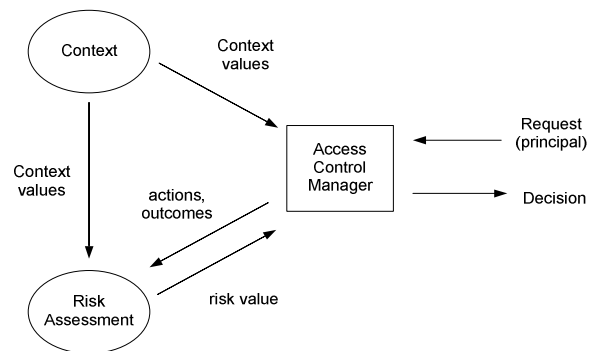 Context
Context
values
Request
(principal)
Access
Control
Manager
Context
values
actions,
outcomes
Decision
Risk
Assessment
risk value